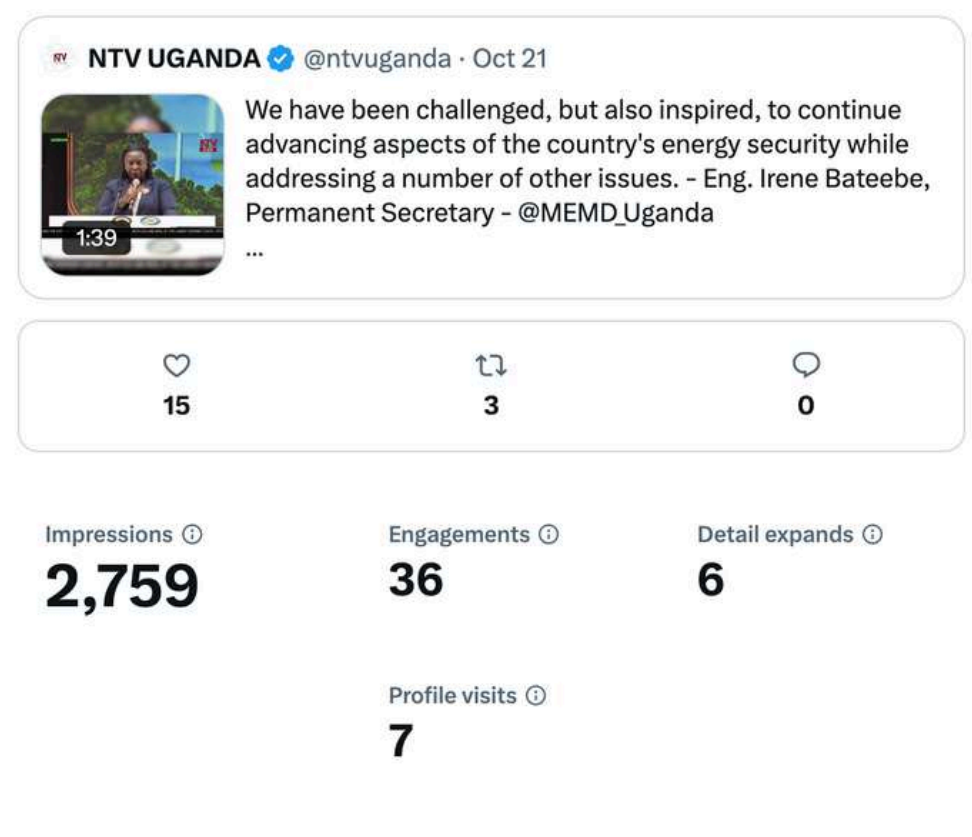 NTV UGANDA @ntvuganda · Oct 21
We have been challenged, but also inspired, to continue
advancing aspects of the country's energy security while
addressing a number of other issues. - Eng. Irene Bateebe,
Permanent Secretary - @MEMD_Uganda
...
1:39
15 3 0
Impressions Engagements Detail expands
2,759 36 6
Profile visits
7